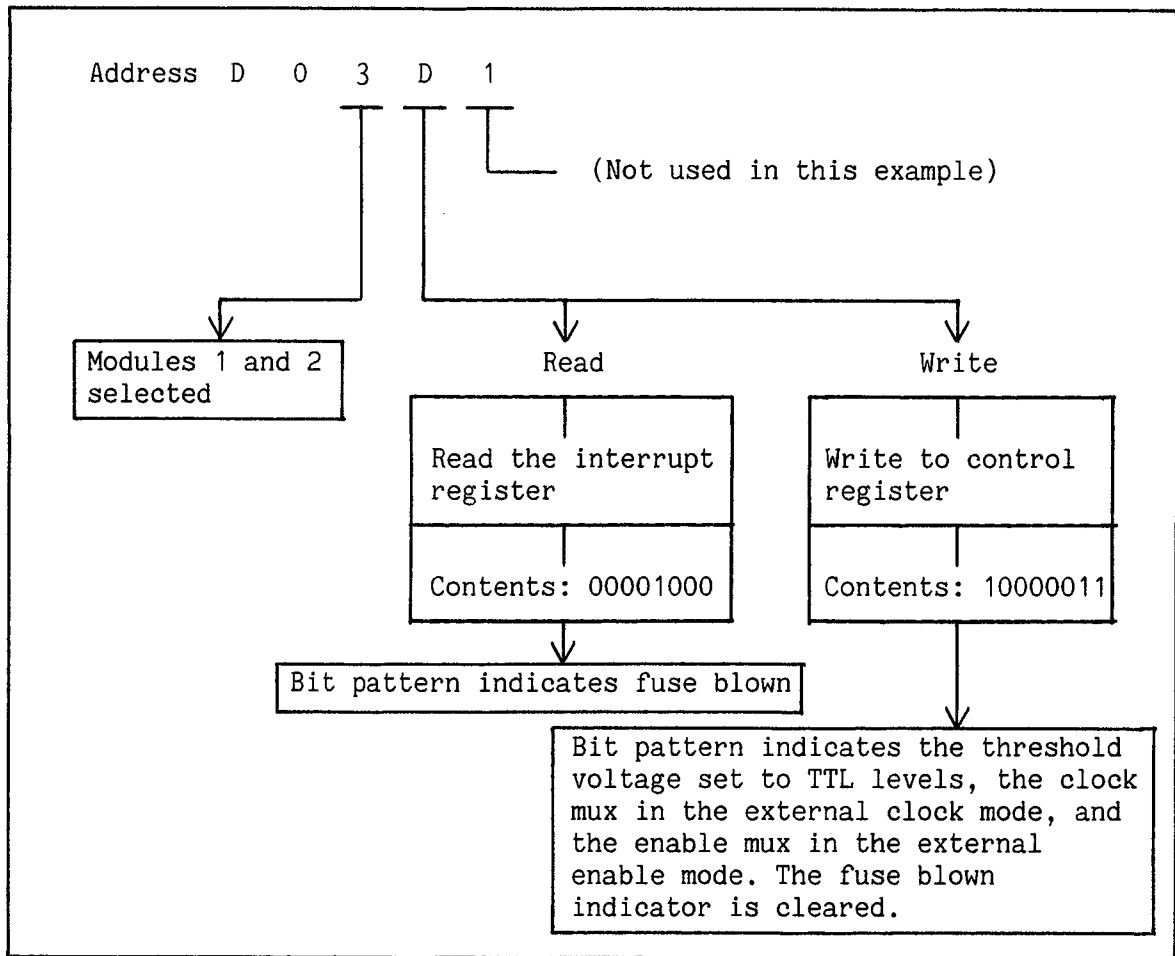 Address D 0 3 D 1
(Not used in this example)
Modules 1 and 2
selected
Read
Write
Read the interrupt
register
Write to control
register
Contents: 00001000
Contents: 10000011
Bit pattern indicates fuse blown
Bit pattern indicates the threshold
voltage set to TTL levels, the clock
mux in the external clock mode, and
the enable mux in the external
enable mode. The fuse blown
indicator is cleared.